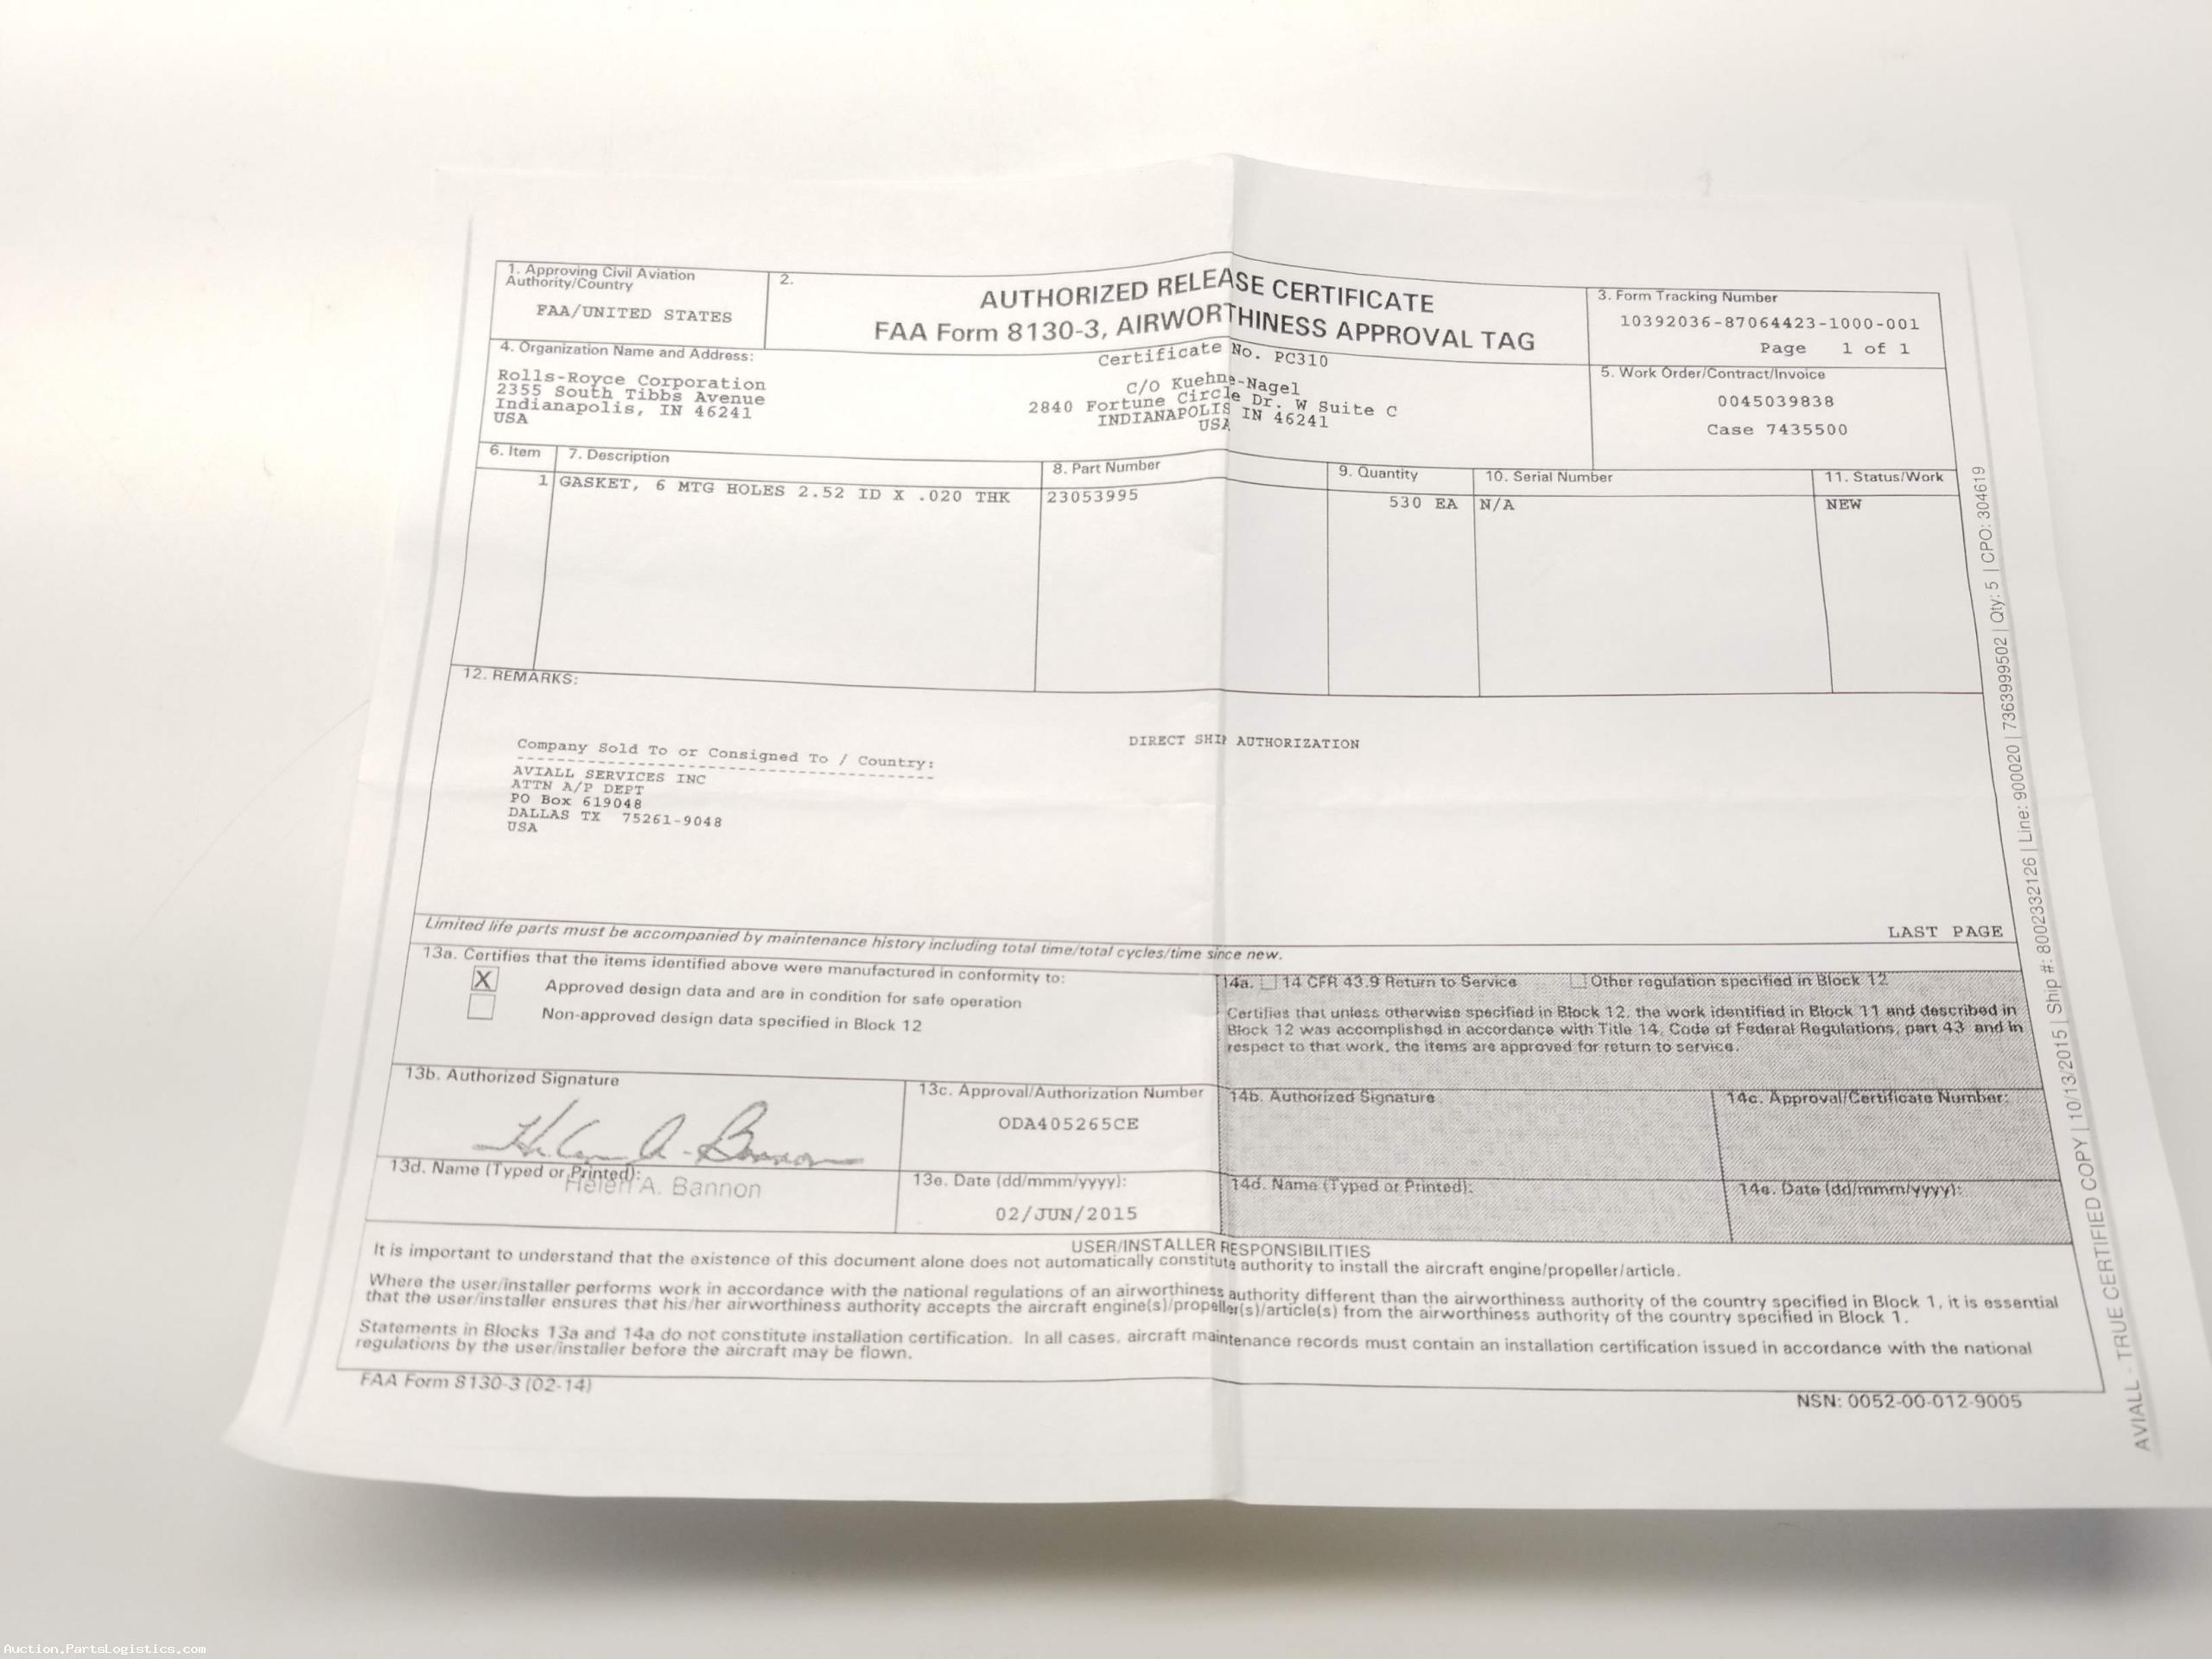 1. Approving Civil Aviation
Authority/Country
FAA/UNITED STATES
2.
AUTHORIZED RELEASE CERTIFICATE
FAA Form 8130-3, AIRWORTHINESS APPROVAL TAG
Certificate No. PC310
3. Form Tracking Number
10392036-87064423-1000-001
Page 1 of 1
4. Organization Name and Address:
Rolls-Royce Corporation
2355 South Tibbs Avenue
Indianapolis, IN 46241
USA
C/O Kuehne-Nagel
2840 Fortune Circle Dr. W Suite C
INDIANAPOLIS IN 46241
USA
5. Work Order/Contract/Invoice
0045039838
Case 7435500
6. Item
7. Description
8. Part Number
9. Quantity
10. Serial Number
11. Status/Work
1 GASKET, 6 MTG HOLES 2.52 ID X .020 THK 23053995 530 EA N/A NEW
12. REMARKS:
DIRECT SHIP AUTHORIZATION
Company Sold To or Consigned To / Country:
AVIALL SERVICES INC
ATTN A/P DEPT
PO Box 619048
DALLAS TX 75261-9048
USA
LAST PAGE
Limited life parts must be accompanied by maintenance history including total time/total cycles/time since new.
13a. Certifies that the items identified above were manufactured in conformity to:
X Approved design data and are in condition for safe operation
Non-approved design data specified in Block 12
14a. 14 CFR 43.9 Return to Service Other regulation specified in Block 12
Certifies that unless otherwise specified in Block 12, the work identified in Block 11 and described in
Block 12 was accomplished in accordance with Title 14, Code of Federal Regulations, part 43 and in
respect to that work, the items are approved for return to service.
13b. Authorized Signature
Helen A. Bannon
13c. Approval/Authorization Number
ODA405265CE
14b. Authorized Signature
14c. Approval/Certificate Number:
13d. Name (Typed or Printed):
Helen A. Bannon
13e. Date (dd/mmm/yyyy):
02/JUN/2015
14d. Name (Typed or Printed):
14e. Date (dd/mmm/yyyy):
USER/INSTALLER RESPONSIBILITIES
It is important to understand that the existence of this document alone does not automatically constitute authority to install the aircraft engine/propeller/article.
Where the user/installer performs work in accordance with the national regulations of an airworthiness authority different than the airworthiness authority of the country specified in Block 1, it is essential
that the user/installer ensures that his/her airworthiness authority accepts the aircraft engine(s)/propeller(s)/article(s) from the airworthiness authority of the country specified in Block 1.
Statements in Blocks 13a and 14a do not constitute installation certification. In all cases, aircraft maintenance records must contain an installation certification issued in accordance with the national
regulations by the user/installer before the aircraft may be flown.
FAA Form 8130-3 (02-14)
NSN: 0052-00-012-9005
AVIALL - TRUE CERTIFIED COPY | 10/13/2015 | Ship #: 8002332126 | Line: 900020 | 7363999502 | Qty: 5 | CPO: 304619
Auction.PartsLogistics.com